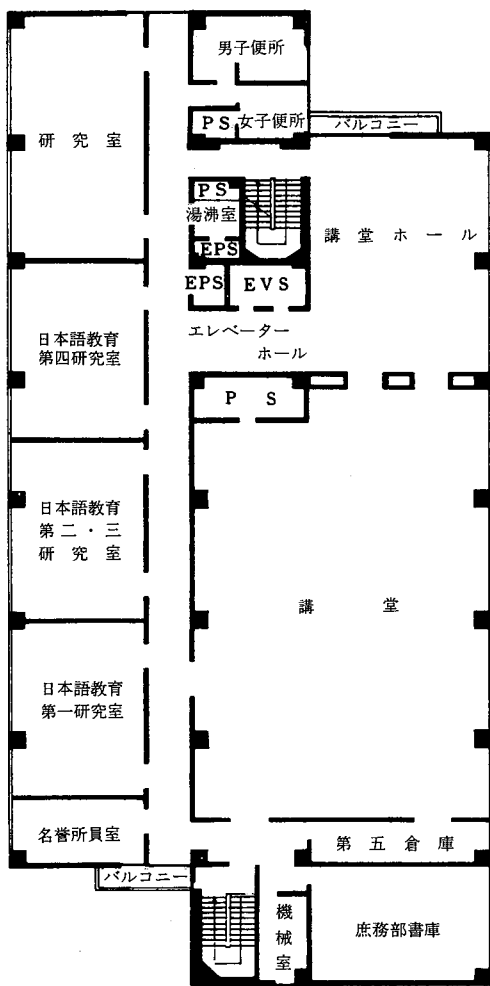 男子便所
PS
女子便所
バルコニー
研究室
PS
湯沸室
EPS
講堂ホール
EPS
EVS
エレベーター
ホール
日本語教育
第四研究室
PS
日本語教育
第二・三
研究室
講堂
日本語教育
第一研究室
名誉所員室
第五倉庫
バルコニー
機械室
庶務部書庫